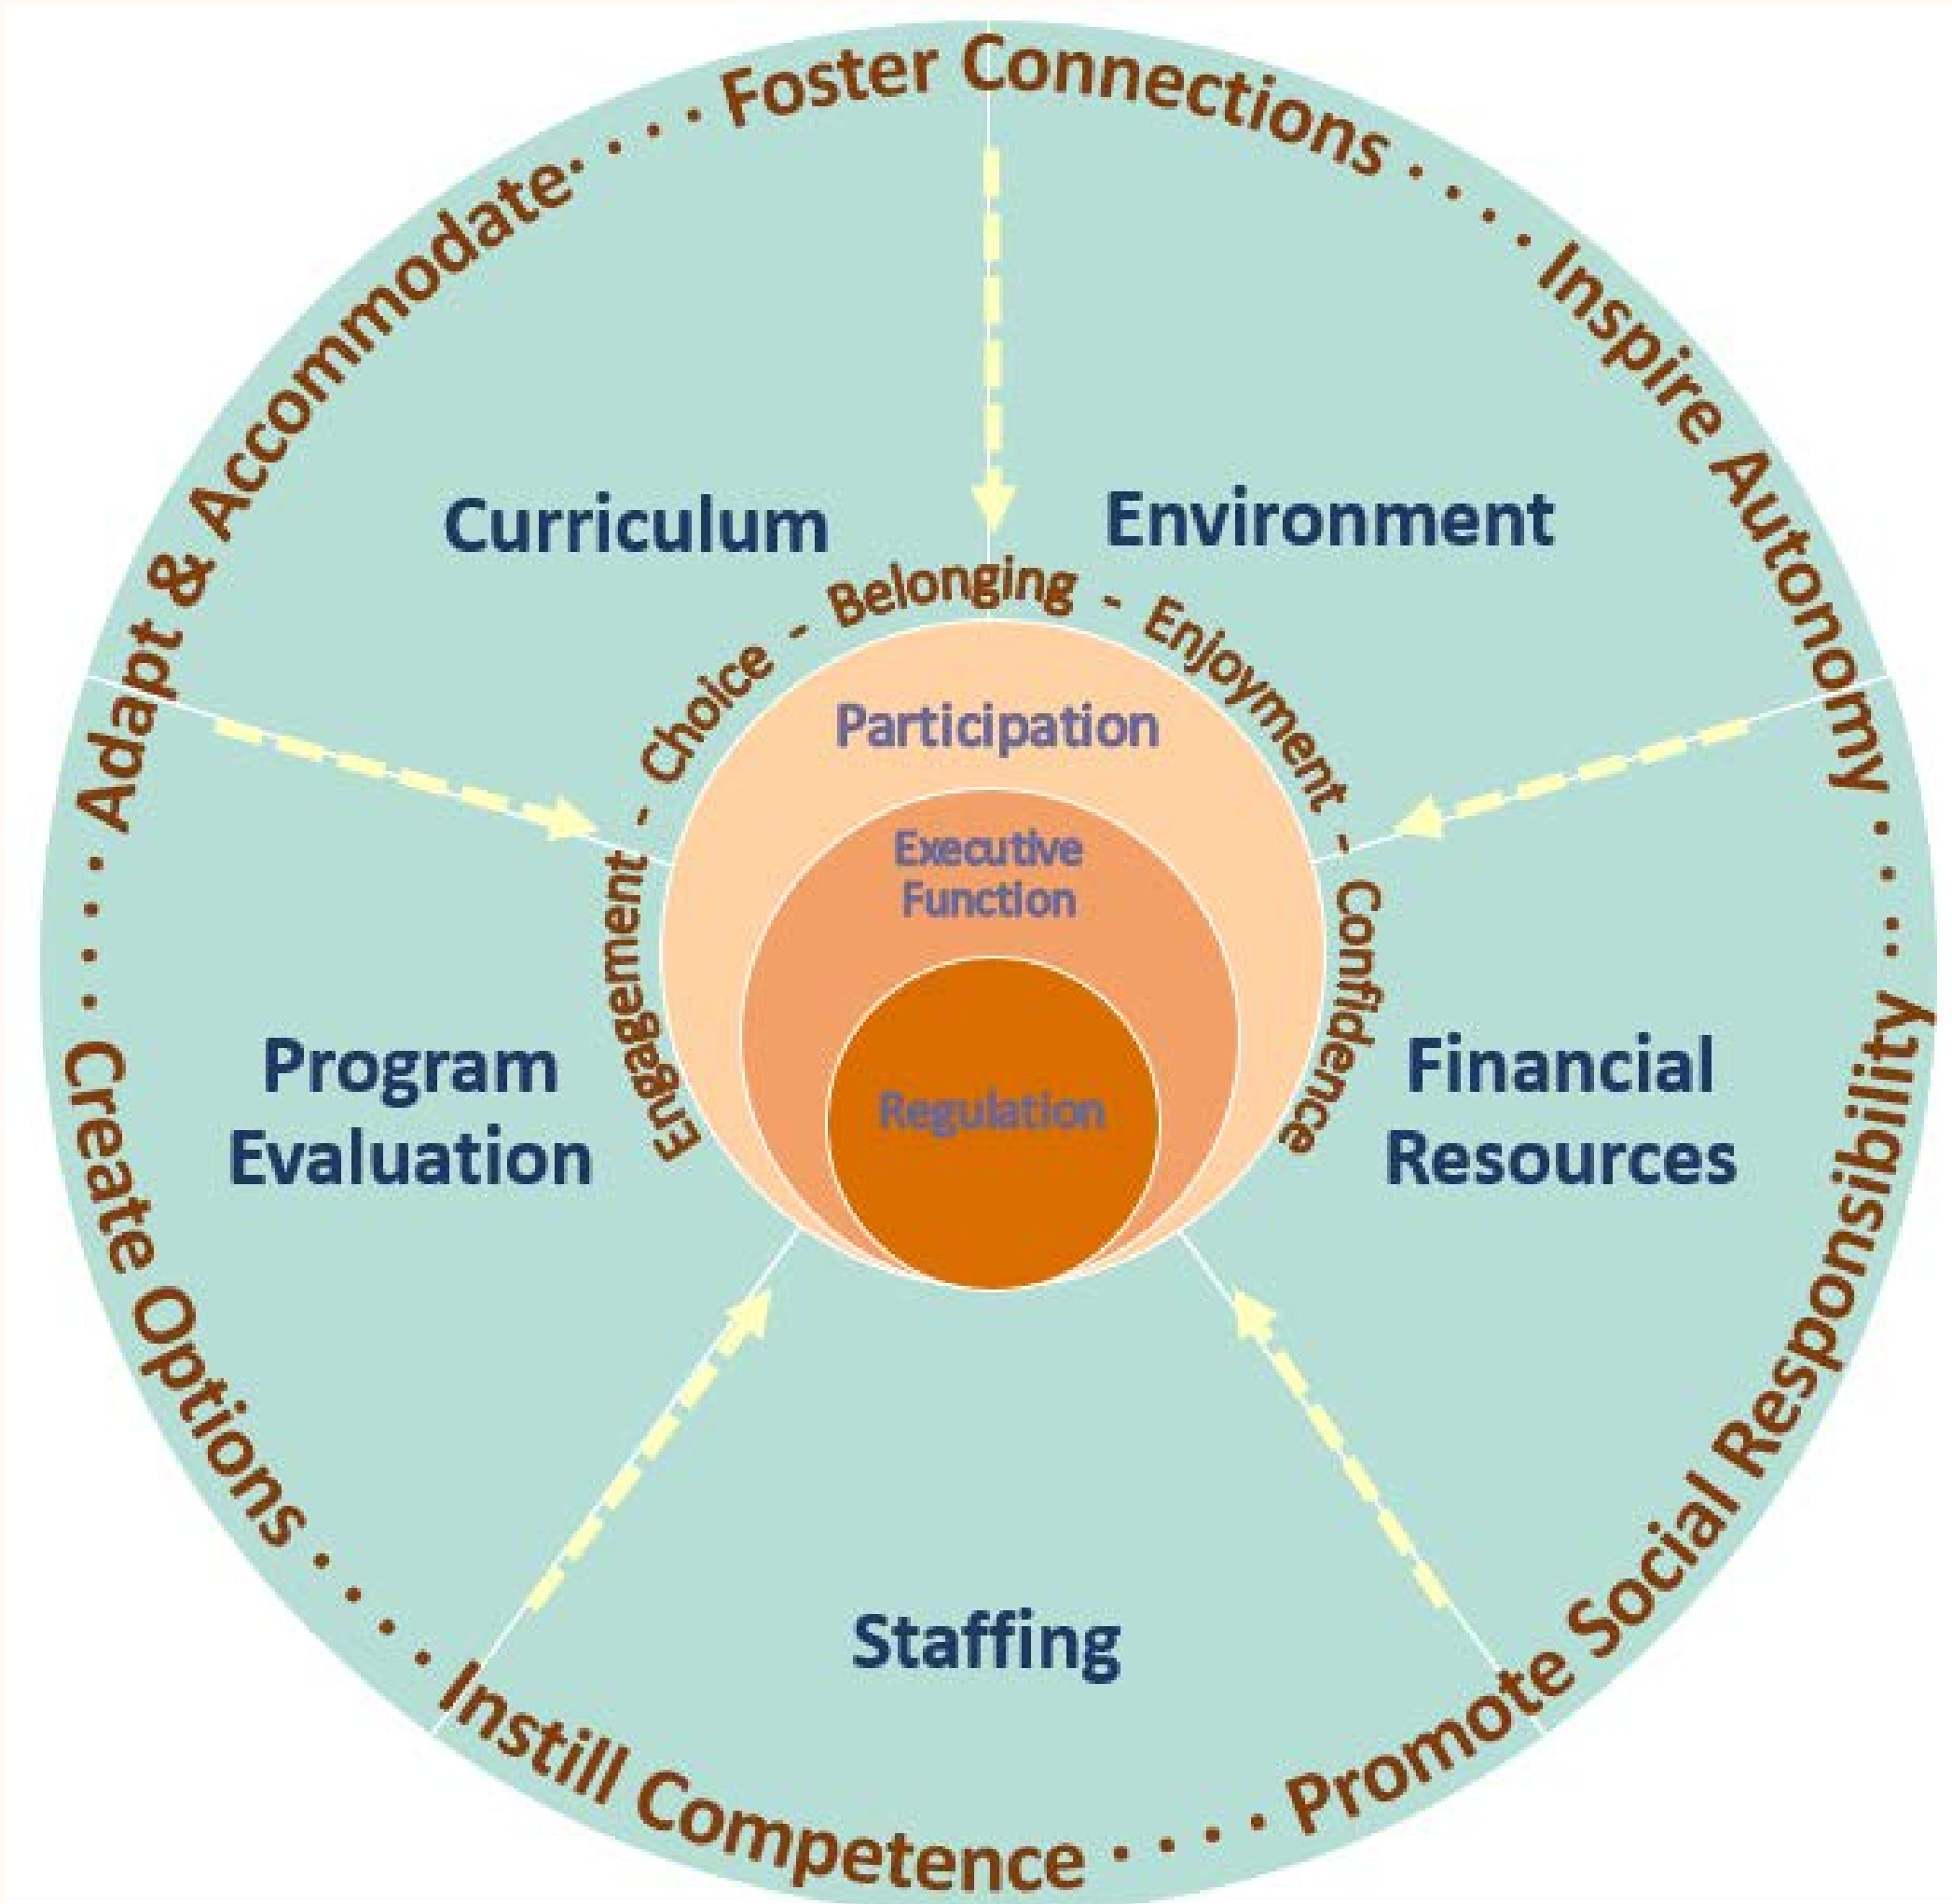 Foster Connections . . . .
Inspire Autonomy . . . .
Promote Social Responsibility
. . . .
Instill Competence
. . . .
Create Options
. . . .
Adapt & Accommodate. . . .
Curriculum
Environment
Engagement - Choice - Belonging - Enjoyment - Confidence
Participation
Executive
Function
Regulation
Program
Evaluation
Financial
Resources
Staffing